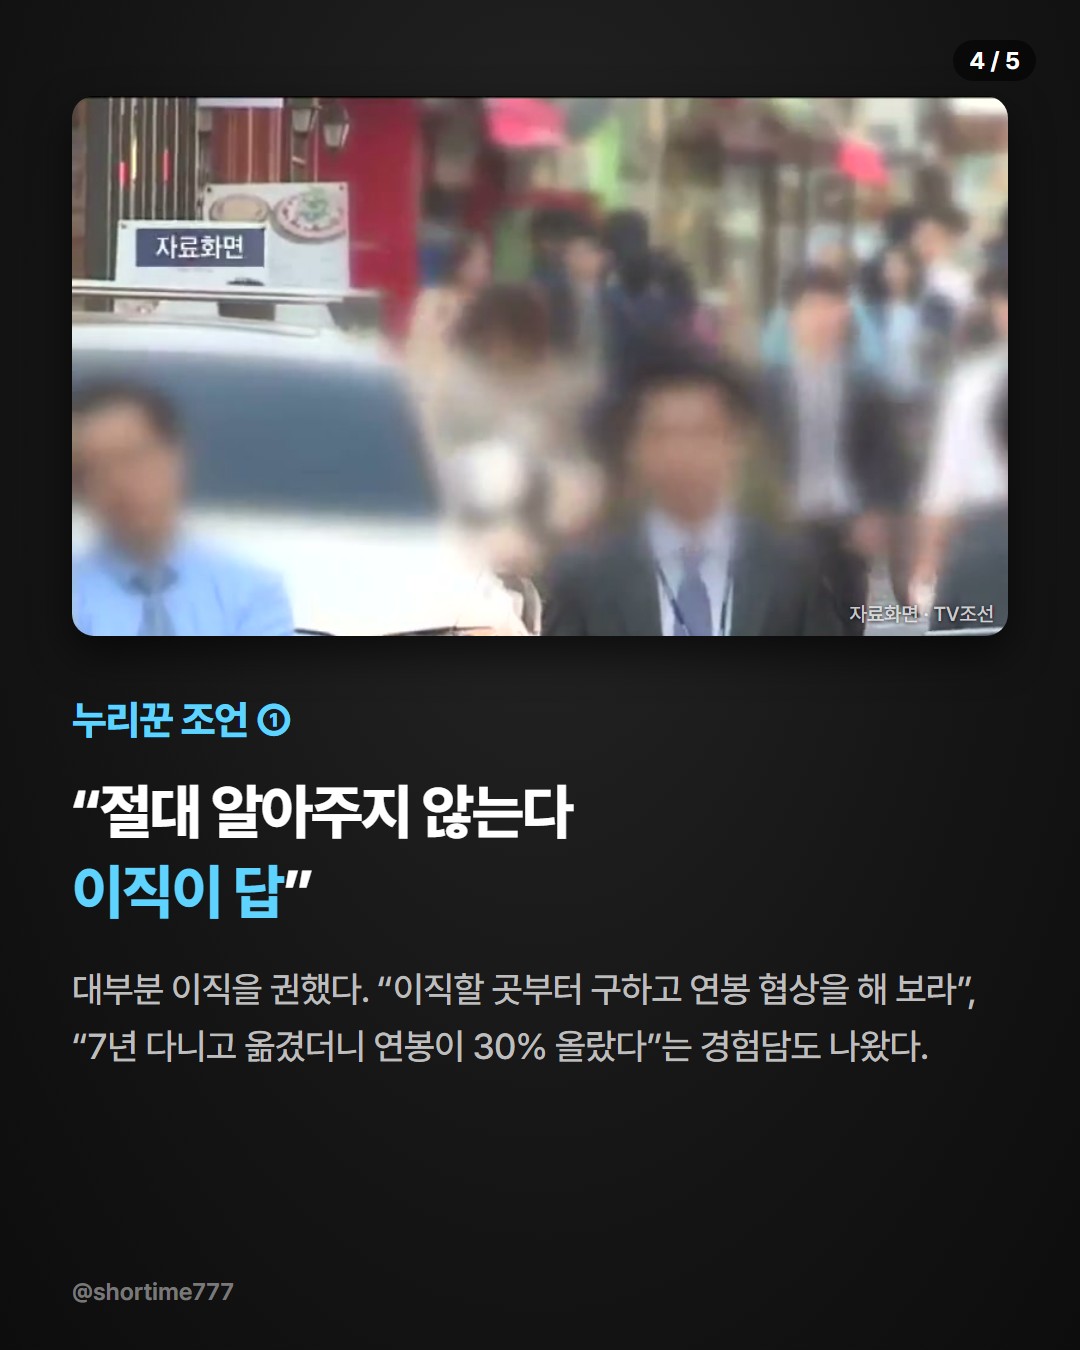 4 / 5
자료화면
자료화면 · TV조선
누리꾼 조언 ①
“절대 알아주지 않는다
이직이 답”
대부분 이직을 권했다. “이직할 곳부터 구하고 연봉 협상을 해 보라”,
“7년 다니고 옮겼더니 연봉이 30% 올랐다”는 경험담도 나왔다.
@shortime777